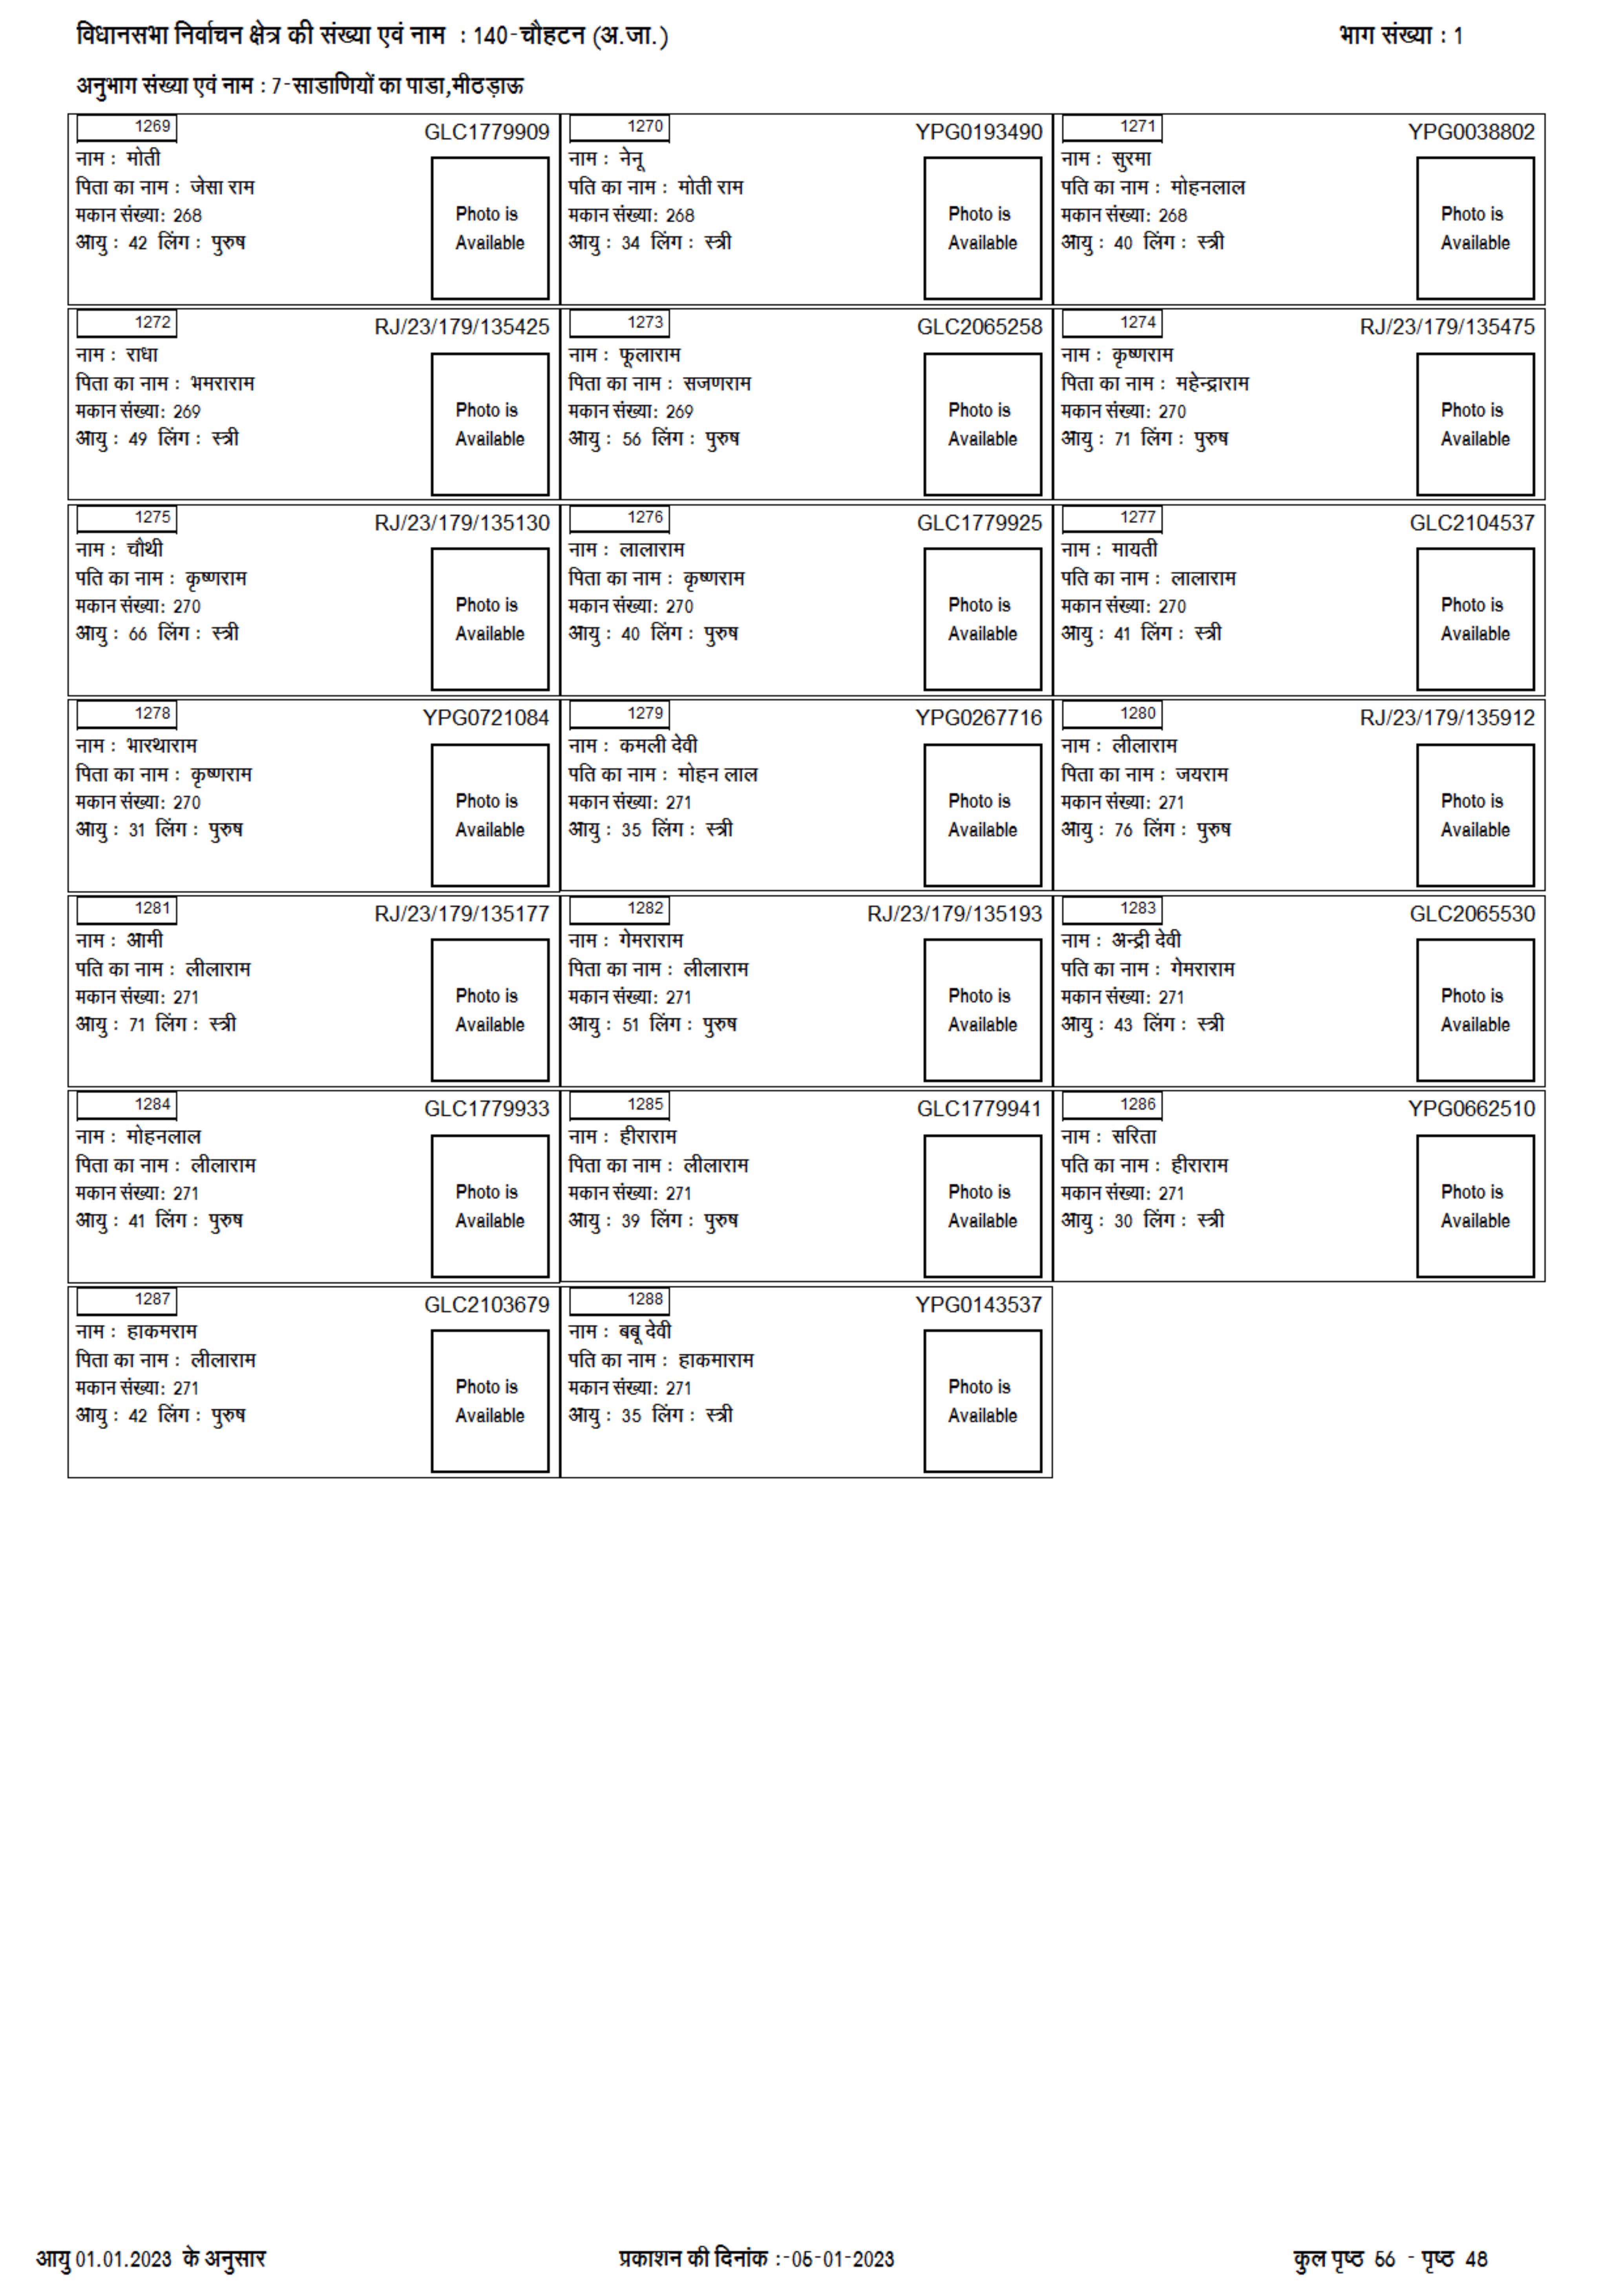 विधानसभा निर्वाचन क्षेत्र की संख्या एवं नाम : 140-चौहटन (अ.जा.) भाग संख्या : 1
अनुभाग संख्या एवं नाम : 7-साडाणियों का पाडा,मीठड़ाऊ
1269 GLC1779909
नाम : मोती
पिता का नाम : जेसा राम
मकान संख्या: 268
आयु : 42 लिंग : पुरुष
Photo is
Available
1270 YPG0193490
नाम : नेनू
पति का नाम : मोती राम
मकान संख्या: 268
आयु : 34 लिंग : स्त्री
Photo is
Available
1271 YPG0038802
नाम : सुरमा
पति का नाम : मोहनलाल
मकान संख्या: 268
आयु : 40 लिंग : स्त्री
Photo is
Available
1272 RJ/23/179/135425
नाम : राधा
पिता का नाम : भमराराम
मकान संख्या: 269
आयु : 49 लिंग : स्त्री
Photo is
Available
1273 GLC2065258
नाम : फूलाराम
पिता का नाम : सजणराम
मकान संख्या: 269
आयु : 56 लिंग : पुरुष
Photo is
Available
1274 RJ/23/179/135475
नाम : कृष्णराम
पिता का नाम : महेन्द्राराम
मकान संख्या: 270
आयु : 71 लिंग : पुरुष
Photo is
Available
1275 RJ/23/179/135130
नाम : चौथी
पति का नाम : कृष्णराम
मकान संख्या: 270
आयु : 66 लिंग : स्त्री
Photo is
Available
1276 GLC1779925
नाम : लालाराम
पिता का नाम : कृष्णराम
मकान संख्या: 270
आयु : 40 लिंग : पुरुष
Photo is
Available
1277 GLC2104537
नाम : मायती
पति का नाम : लालाराम
मकान संख्या: 270
आयु : 41 लिंग : स्त्री
Photo is
Available
1278 YPG0721084
नाम : भारथाराम
पिता का नाम : कृष्णराम
मकान संख्या: 270
आयु : 31 लिंग : पुरुष
Photo is
Available
1279 YPG0267716
नाम : कमली देवी
पति का नाम : मोहन लाल
मकान संख्या: 271
आयु : 35 लिंग : स्त्री
Photo is
Available
1280 RJ/23/179/135912
नाम : लीलाराम
पिता का नाम : जयराम
मकान संख्या: 271
आयु : 76 लिंग : पुरुष
Photo is
Available
1281 RJ/23/179/135177
नाम : आमी
पति का नाम : लीलाराम
मकान संख्या: 271
आयु : 71 लिंग : स्त्री
Photo is
Available
1282 RJ/23/179/135193
नाम : गेमराराम
पिता का नाम : लीलाराम
मकान संख्या: 271
आयु : 51 लिंग : पुरुष
Photo is
Available
1283 GLC2065530
नाम : अन्द्री देवी
पति का नाम : गेमराराम
मकान संख्या: 271
आयु : 43 लिंग : स्त्री
Photo is
Available
1284 GLC1779933
नाम : मोहनलाल
पिता का नाम : लीलाराम
मकान संख्या: 271
आयु : 41 लिंग : पुरुष
Photo is
Available
1285 GLC1779941
नाम : हीराराम
पिता का नाम : लीलाराम
मकान संख्या: 271
आयु : 39 लिंग : पुरुष
Photo is
Available
1286 YPG0662510
नाम : सरिता
पति का नाम : हीराराम
मकान संख्या: 271
आयु : 30 लिंग : स्त्री
Photo is
Available
1287 GLC2103679
नाम : हाकमराम
पिता का नाम : लीलाराम
मकान संख्या: 271
आयु : 42 लिंग : पुरुष
Photo is
Available
1288 YPG0143537
नाम : बबू देवी
पति का नाम : हाकमाराम
मकान संख्या: 271
आयु : 35 लिंग : स्त्री
Photo is
Available
आयु 01.01.2023 के अनुसार प्रकाशन की दिनांक :-05-01-2023 कुल पृष्ठ 56 - पृष्ठ 48